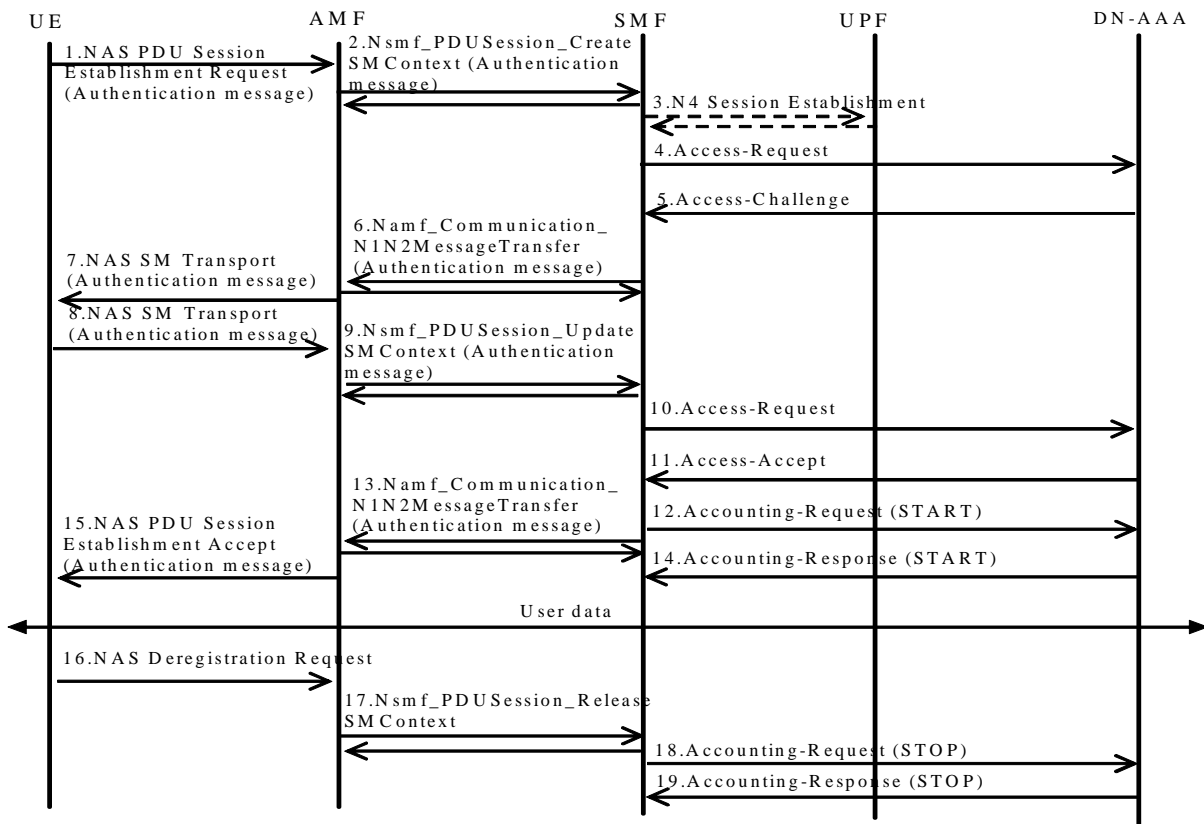 UE
AMF
SMF
UPF
DN-AAA
1.NAS PDU Session
Establishment Request
(Authentication message)
2.Nsmf_PDUSession_Create
SMContext (Authentication
message)
3.N4 Session Establishment
4.Access-Request
5.Access-Challenge
6.Namf_Communication_
N1N2MessageTransfer
(Authentication message)
7.NAS SM Transport
(Authentication message)
8.NAS SM Transport
(Authentication message)
9.Nsmf_PDUSession_Update
SMContext (Authentication
message)
10.Access-Request
11.Access-Accept
12.Accounting-Request (START)
13.Namf_Communication_
N1N2MessageTransfer
(Authentication message)
14.Accounting-Response (START)
15.NAS PDU Session
Establishment Accept
(Authentication message)
User data
16.NAS Deregistration Request
17.Nsmf_PDUSession_Release
SMContext
18.Accounting-Request (STOP)
19.Accounting-Response (STOP)